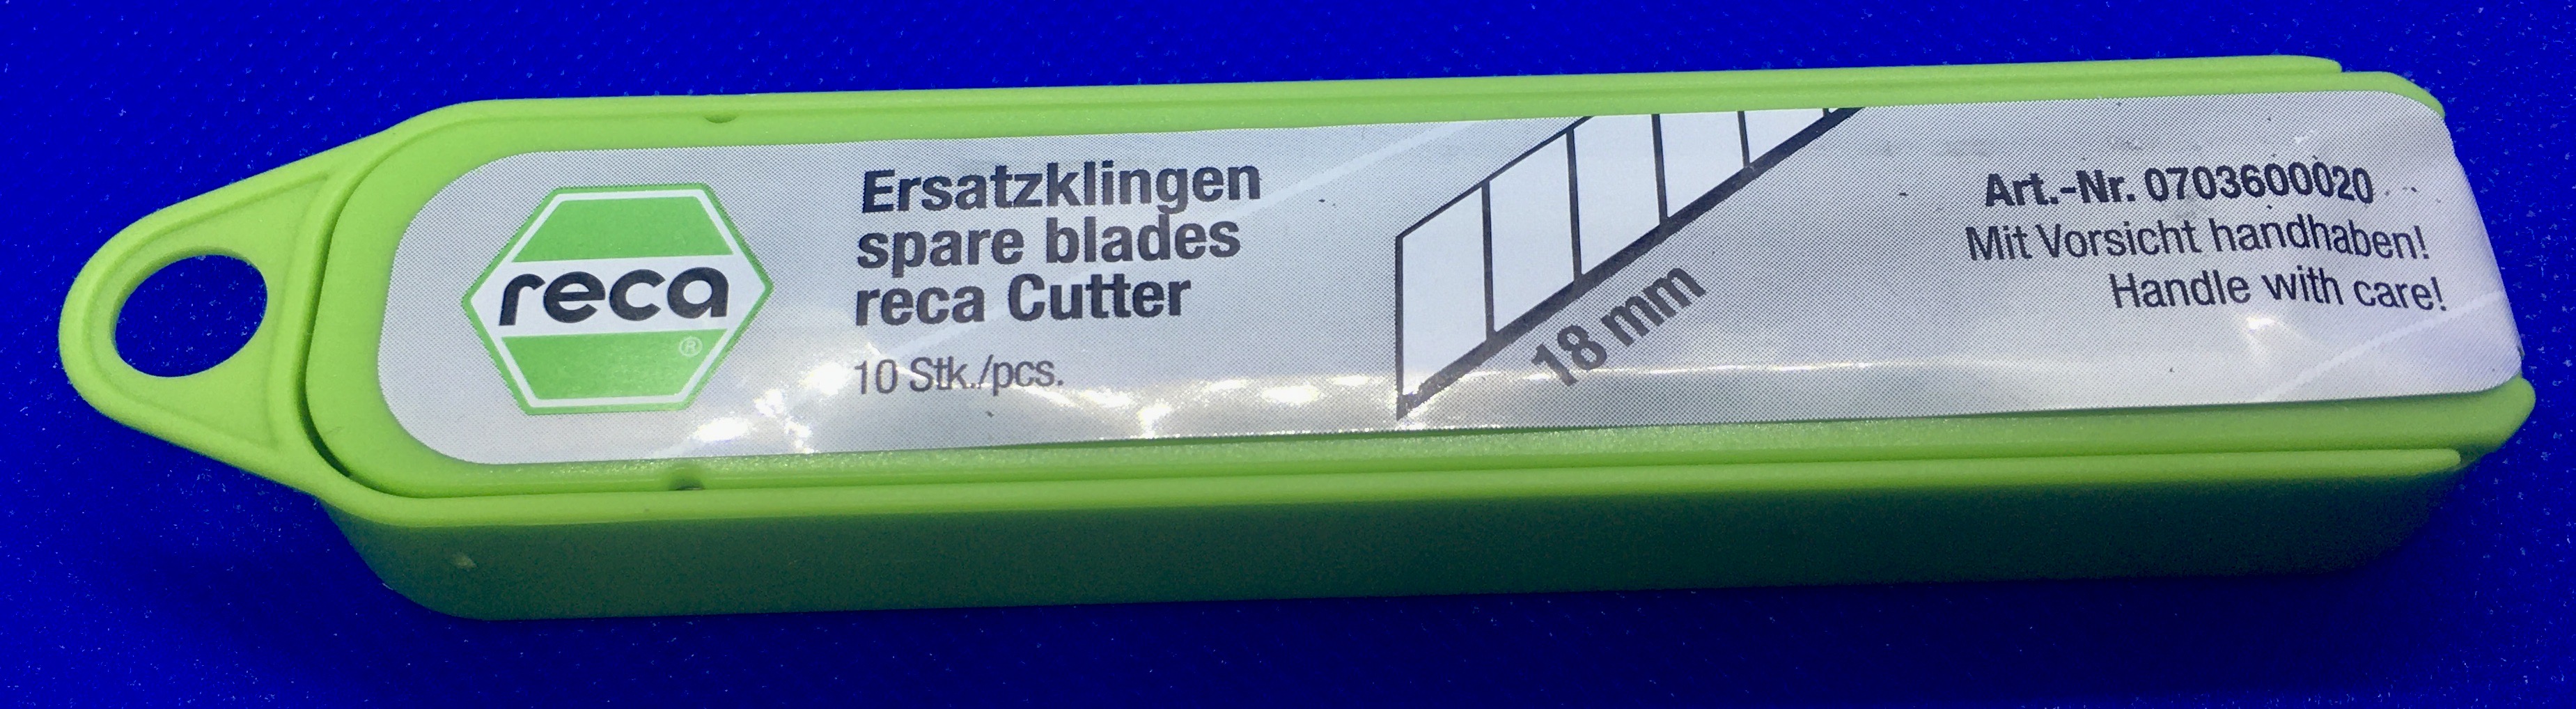 reca
®
Ersatzklingen
spare blades
reca Cutter
10 Stk./pcs.
18 mm
Art.-Nr. 0703600020
Mit Vorsicht handhaben!
Handle with care!